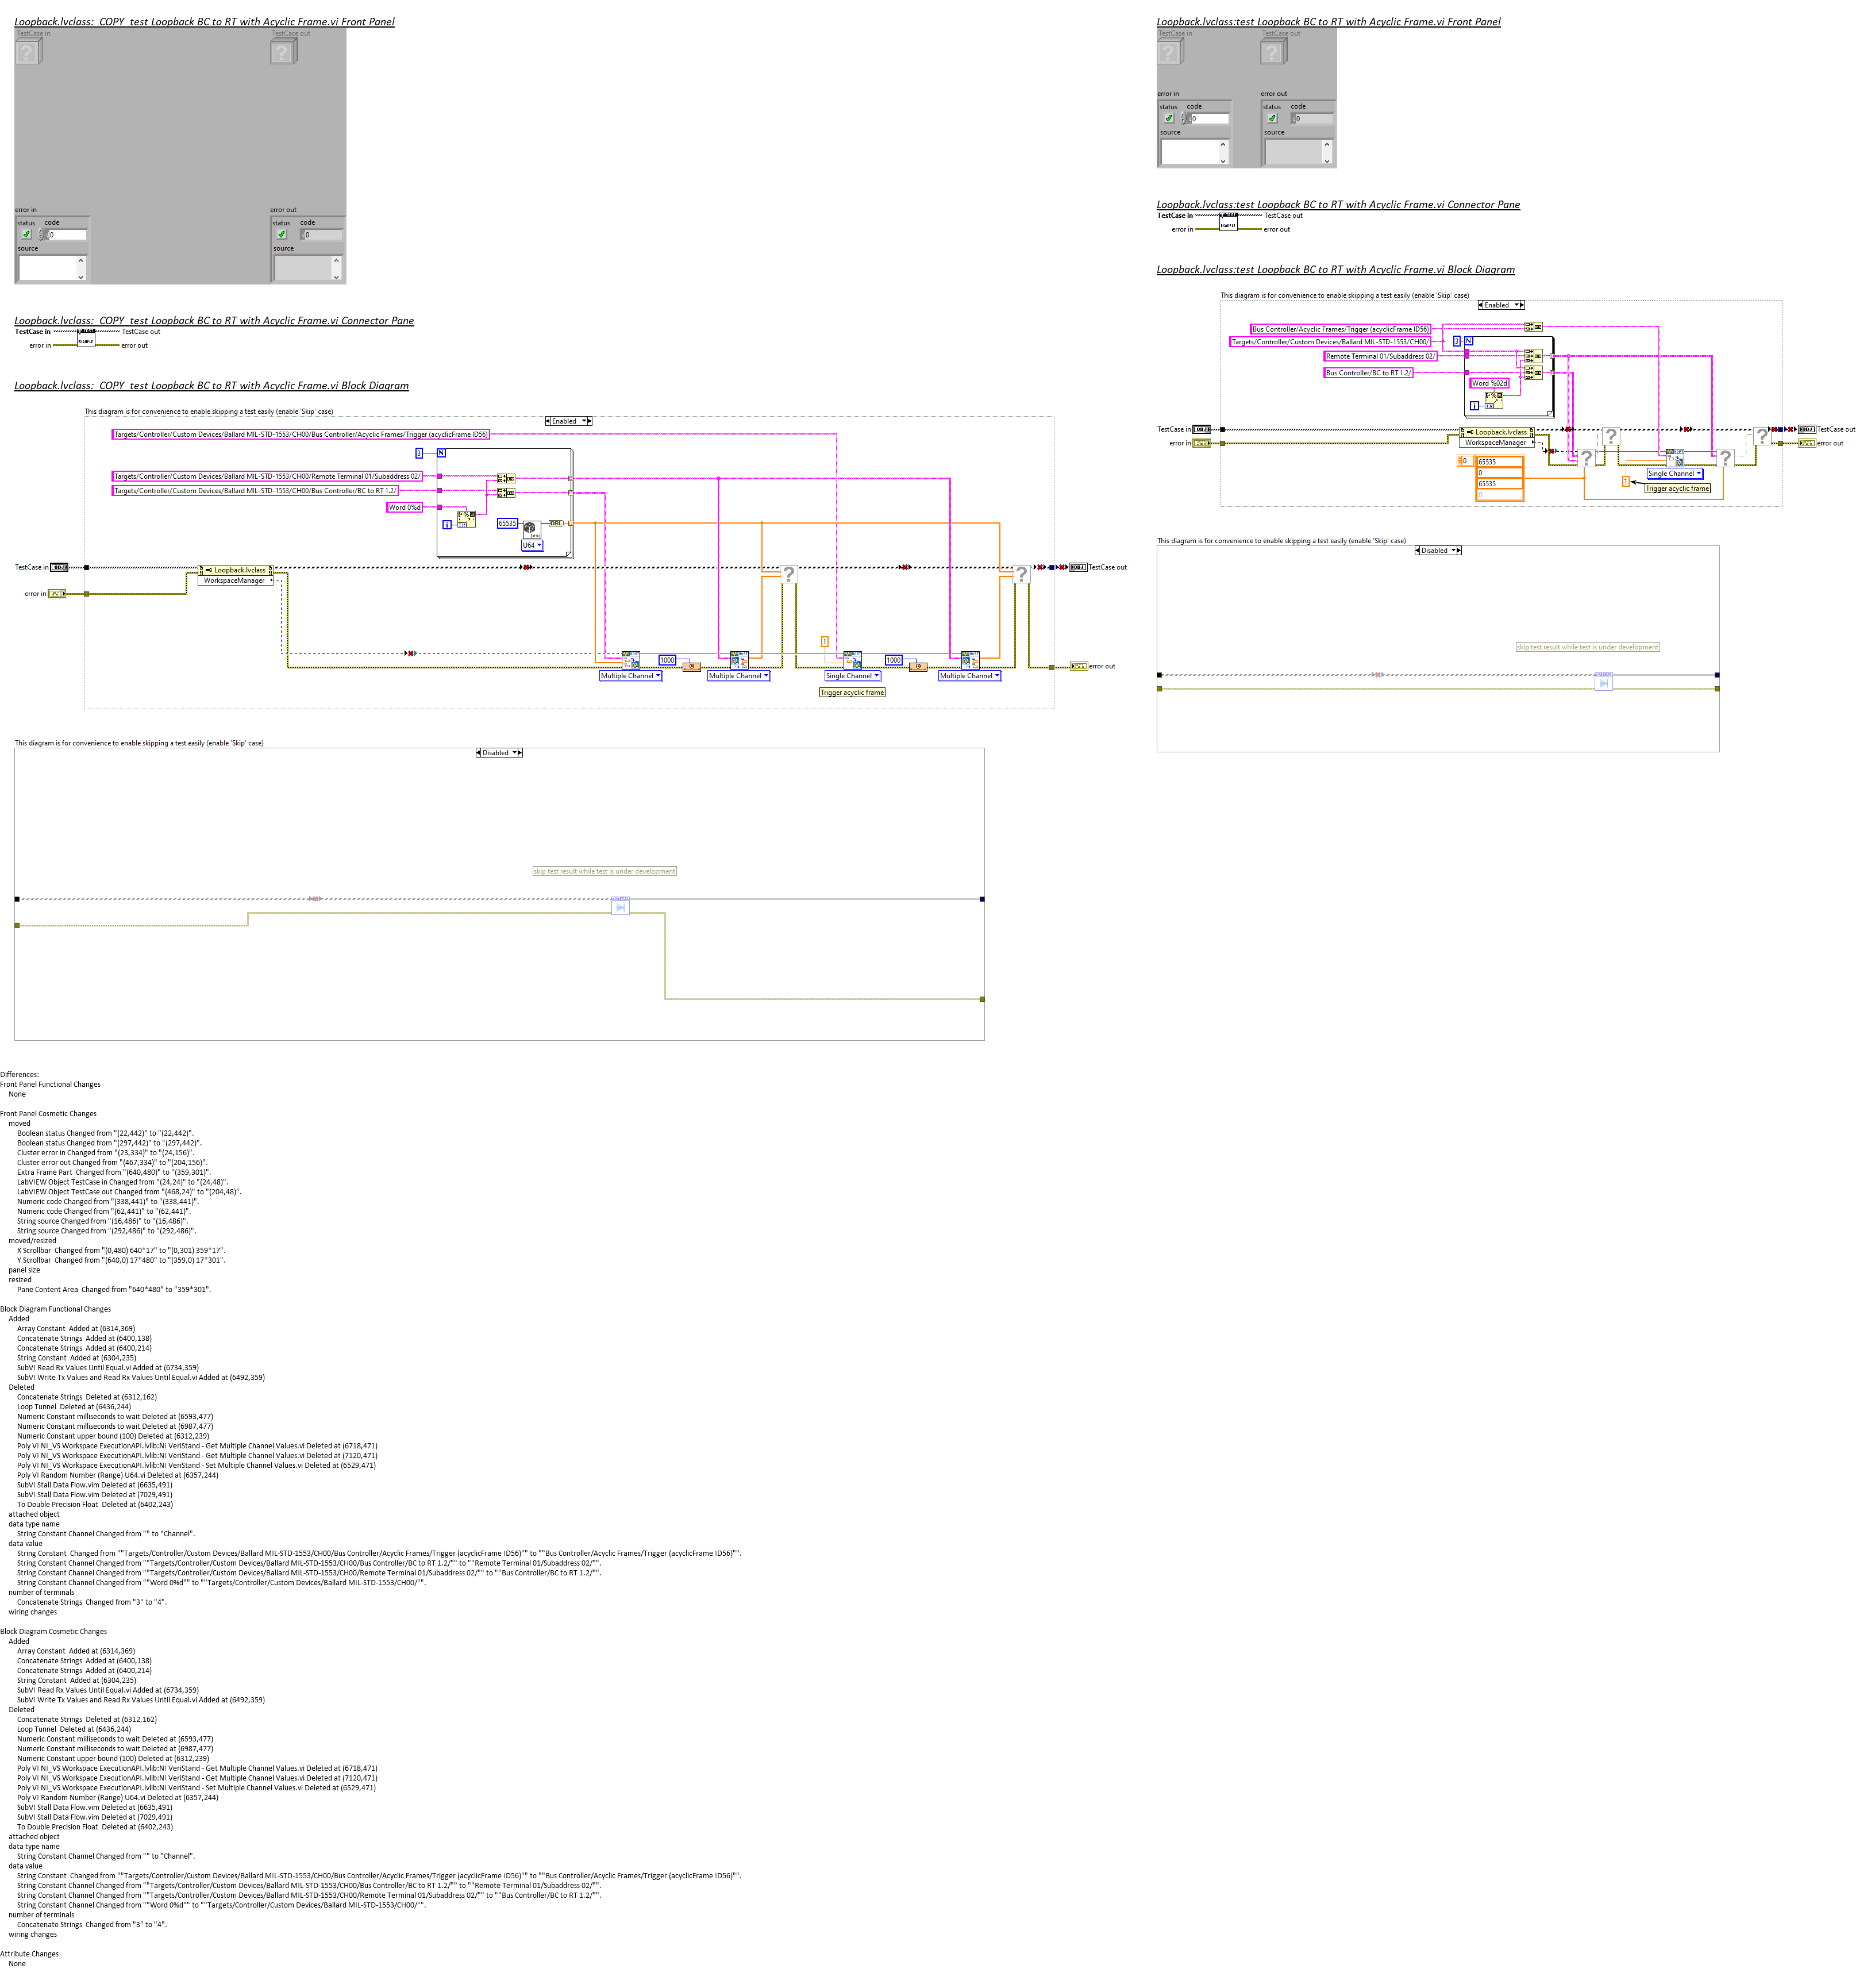 Loopback.lvclass:  COPY  test Loopback BC to RT with Acyclic Frame.vi Front Panel
TestCase in
TestCase out
error in
error out
status
code
0
source
status
code
0
source
Loopback.lvclass:  COPY  test Loopback BC to RT with Acyclic Frame.vi Connector Pane
TestCase in
TestCase out
error in
error out
Loopback.lvclass:  COPY  test Loopback BC to RT with Acyclic Frame.vi Block Diagram
This diagram is for convenience to enable skipping a test easily (enable 'Skip' case)
Enabled
Targets/Controller/Custom Devices/Ballard MIL-STD-1553/CH00/Bus Controller/Acyclic Frames/Trigger (acyclicFrame ID56)
3
N
Targets/Controller/Custom Devices/Ballard MIL-STD-1553/CH00/Remote Terminal 01/Subaddress 02/
Targets/Controller/Custom Devices/Ballard MIL-STD-1553/CH00/Bus Controller/BC to RT 1.2/
Word 0%d
i
65535
DBL
U64
TestCase in
Loopback.lvclass
WorkspaceManager
TestCase out
error in
1
1000
1000
error out
Multiple Channel
Multiple Channel
Single Channel
Multiple Channel
Trigger acyclic frame
This diagram is for convenience to enable skipping a test easily (enable 'Skip' case)
Disabled
skip test result while test is under development
Loopback.lvclass:test Loopback BC to RT with Acyclic Frame.vi Front Panel
TestCase in
TestCase out
error in
error out
status
code
0
source
status
code
0
source
Loopback.lvclass:test Loopback BC to RT with Acyclic Frame.vi Connector Pane
TestCase in
TestCase out
error in
error out
Loopback.lvclass:test Loopback BC to RT with Acyclic Frame.vi Block Diagram
This diagram is for convenience to enable skipping a test easily (enable 'Skip' case)
Enabled
Bus Controller/Acyclic Frames/Trigger (acyclicFrame ID56)
Targets/Controller/Custom Devices/Ballard MIL-STD-1553/CH00/
3
N
Remote Terminal 01/Subaddress 02/
Bus Controller/BC to RT 1.2/
Word %02d
i
TestCase in
Loopback.lvclass
WorkspaceManager
TestCase out
error in
error out
0
65535
0
65535
0
Single Channel
1
Trigger acyclic frame
This diagram is for convenience to enable skipping a test easily (enable 'Skip' case)
Disabled
skip test result while test is under development
Differences:
Front Panel Functional Changes
None
Front Panel Cosmetic Changes
moved
Boolean status Changed from "(22,442)" to "(22,442)".
Boolean status Changed from "(297,442)" to "(297,442)".
Cluster error in Changed from "(23,334)" to "(24,156)".
Cluster error out Changed from "(467,334)" to "(204,156)".
Extra Frame Part  Changed from "(640,480)" to "(359,301)".
LabVIEW Object TestCase in Changed from "(24,24)" to "(24,48)".
LabVIEW Object TestCase out Changed from "(468,24)" to "(204,48)".
Numeric code Changed from "(338,441)" to "(338,441)".
Numeric code Changed from "(62,441)" to "(62,441)".
String source Changed from "(16,486)" to "(16,486)".
String source Changed from "(292,486)" to "(292,486)".
moved/resized
X Scrollbar  Changed from "(0,480) 640*17" to "(0,301) 359*17".
Y Scrollbar  Changed from "(640,0) 17*480" to "(359,0) 17*301".
panel size
resized
Pane Content Area  Changed from "640*480" to "359*301".
Block Diagram Functional Changes
Added
Array Constant  Added at (6314,369)
Concatenate Strings  Added at (6400,138)
Concatenate Strings  Added at (6400,214)
String Constant  Added at (6304,235)
SubVI Read Rx Values Until Equal.vi Added at (6734,359)
SubVI Write Tx Values and Read Rx Values Until Equal.vi Added at (6492,359)
Deleted
Concatenate Strings  Deleted at (6312,162)
Loop Tunnel  Deleted at (6436,244)
Numeric Constant milliseconds to wait Deleted at (6593,477)
Numeric Constant milliseconds to wait Deleted at (6987,477)
Numeric Constant upper bound (100) Deleted at (6312,239)
Poly VI NI_VS Workspace ExecutionAPI.lvlib:NI VeriStand - Get Multiple Channel Values.vi Deleted at (6718,471)
Poly VI NI_VS Workspace ExecutionAPI.lvlib:NI VeriStand - Get Multiple Channel Values.vi Deleted at (7120,471)
Poly VI NI_VS Workspace ExecutionAPI.lvlib:NI VeriStand - Set Multiple Channel Values.vi Deleted at (6529,471)
Poly VI Random Number (Range) U64.vi Deleted at (6357,244)
SubVI Stall Data Flow.vim Deleted at (6635,491)
SubVI Stall Data Flow.vim Deleted at (7029,491)
To Double Precision Float  Deleted at (6402,243)
attached object
data type name
String Constant Channel Changed from "" to "Channel".
data value
String Constant  Changed from ""Targets/Controller/Custom Devices/Ballard MIL-STD-1553/CH00/Bus Controller/Acyclic Frames/Trigger (acyclicFrame ID56)"" to ""Bus Controller/Acyclic Frames/Trigger (acyclicFrame ID56)"".
String Constant Channel Changed from ""Targets/Controller/Custom Devices/Ballard MIL-STD-1553/CH00/Bus Controller/BC to RT 1.2/"" to ""Remote Terminal 01/Subaddress 02/"".
String Constant Channel Changed from ""Targets/Controller/Custom Devices/Ballard MIL-STD-1553/CH00/Remote Terminal 01/Subaddress 02/"" to ""Bus Controller/BC to RT 1.2/"".
String Constant Channel Changed from ""Word 0%d"" to ""Targets/Controller/Custom Devices/Ballard MIL-STD-1553/CH00/"".
number of terminals
Concatenate Strings  Changed from "3" to "4".
wiring changes
Block Diagram Cosmetic Changes
Added
Array Constant  Added at (6314,369)
Concatenate Strings  Added at (6400,138)
Concatenate Strings  Added at (6400,214)
String Constant  Added at (6304,235)
SubVI Read Rx Values Until Equal.vi Added at (6734,359)
SubVI Write Tx Values and Read Rx Values Until Equal.vi Added at (6492,359)
Deleted
Concatenate Strings  Deleted at (6312,162)
Loop Tunnel  Deleted at (6436,244)
Numeric Constant milliseconds to wait Deleted at (6593,477)
Numeric Constant milliseconds to wait Deleted at (6987,477)
Numeric Constant upper bound (100) Deleted at (6312,239)
Poly VI NI_VS Workspace ExecutionAPI.lvlib:NI VeriStand - Get Multiple Channel Values.vi Deleted at (6718,471)
Poly VI NI_VS Workspace ExecutionAPI.lvlib:NI VeriStand - Get Multiple Channel Values.vi Deleted at (7120,471)
Poly VI NI_VS Workspace ExecutionAPI.lvlib:NI VeriStand - Set Multiple Channel Values.vi Deleted at (6529,471)
Poly VI Random Number (Range) U64.vi Deleted at (6357,244)
SubVI Stall Data Flow.vim Deleted at (6635,491)
SubVI Stall Data Flow.vim Deleted at (7029,491)
To Double Precision Float  Deleted at (6402,243)
attached object
data type name
String Constant Channel Changed from "" to "Channel".
data value
String Constant  Changed from ""Targets/Controller/Custom Devices/Ballard MIL-STD-1553/CH00/Bus Controller/Acyclic Frames/Trigger (acyclicFrame ID56)"" to ""Bus Controller/Acyclic Frames/Trigger (acyclicFrame ID56)"".
String Constant Channel Changed from ""Targets/Controller/Custom Devices/Ballard MIL-STD-1553/CH00/Bus Controller/BC to RT 1.2/"" to ""Remote Terminal 01/Subaddress 02/"".
String Constant Channel Changed from ""Targets/Controller/Custom Devices/Ballard MIL-STD-1553/CH00/Remote Terminal 01/Subaddress 02/"" to ""Bus Controller/BC to RT 1.2/"".
String Constant Channel Changed from ""Word 0%d"" to ""Targets/Controller/Custom Devices/Ballard MIL-STD-1553/CH00/"".
number of terminals
Concatenate Strings  Changed from "3" to "4".
wiring changes
Attribute Changes
None